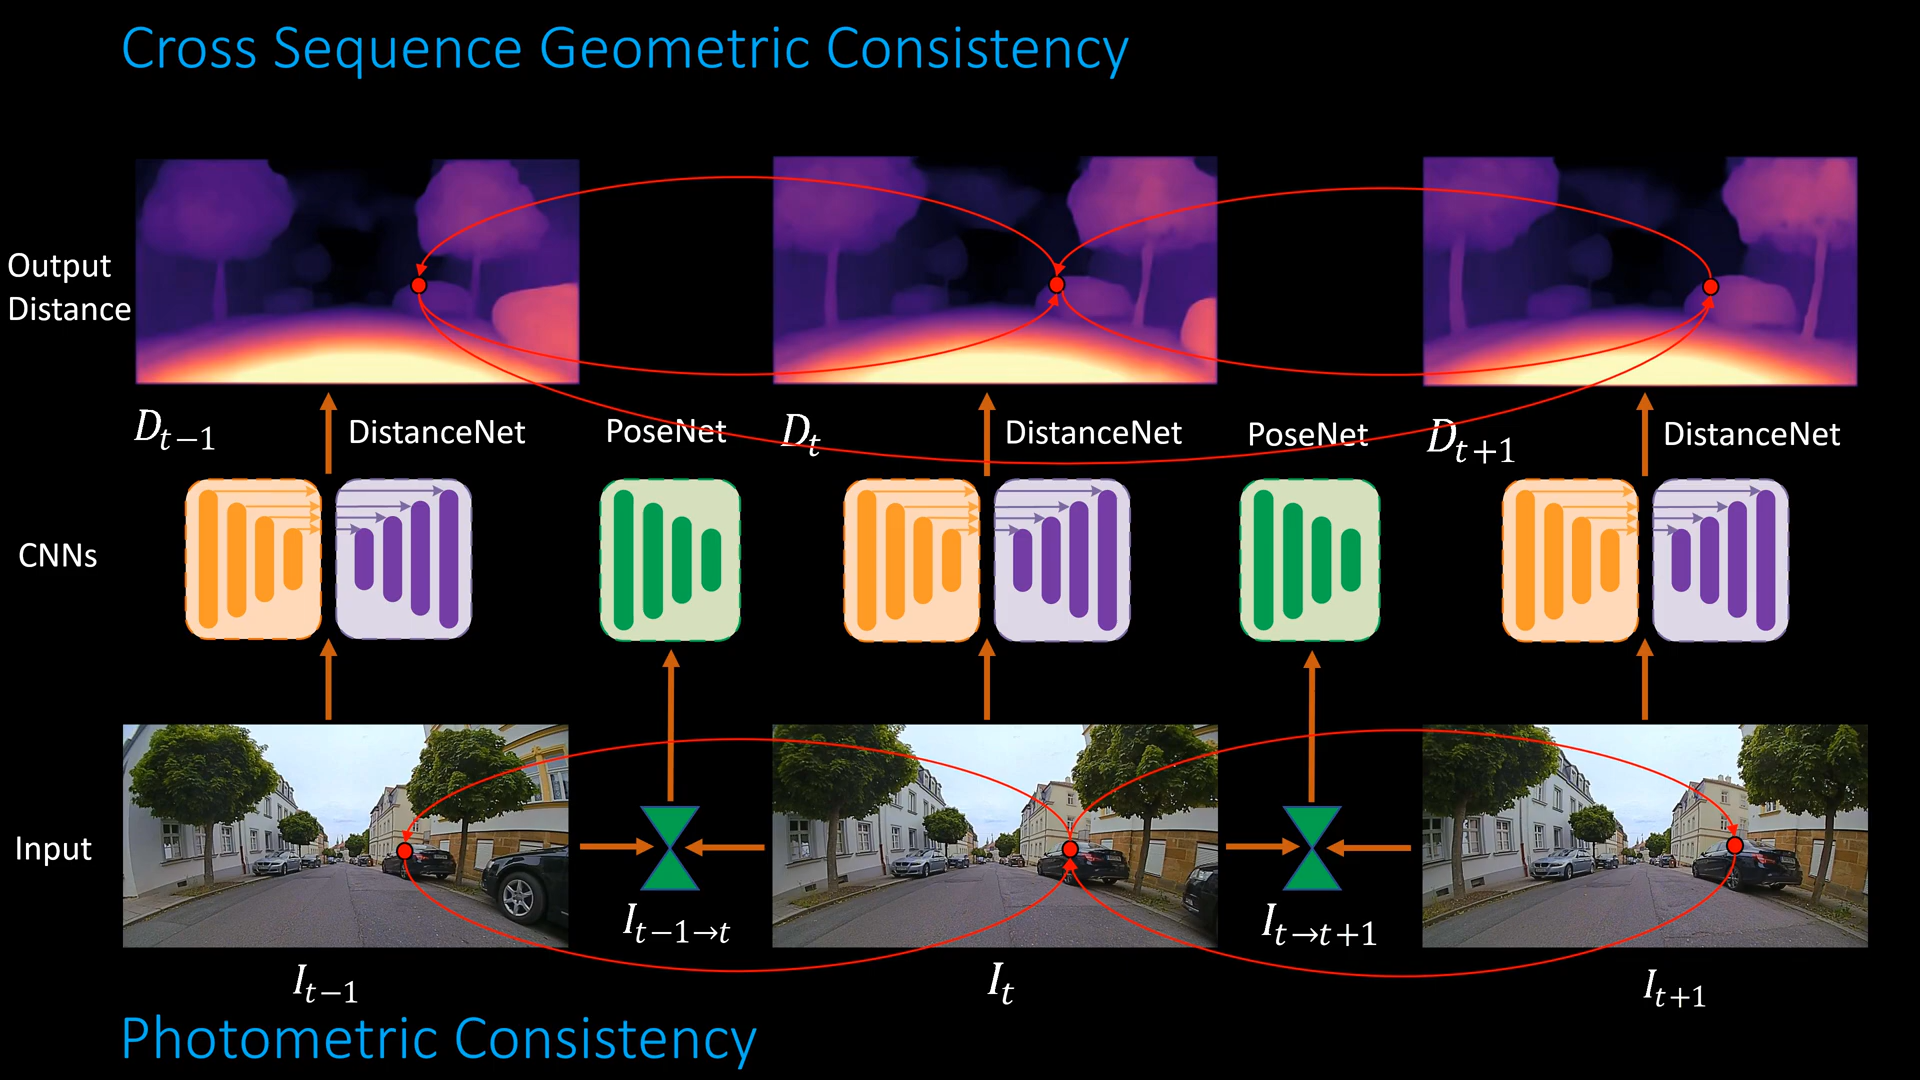 Cross Sequence Geometric Consistency
Output
Distance
D_{t-1}
DistanceNet
PoseNet
D_t
DistanceNet
PoseNet
D_{t+1}
DistanceNet
CNNs
Input
I_{t-1→t}
I_{t→t+1}
I_{t-1}
I_t
I_{t+1}
Photometric Consistency